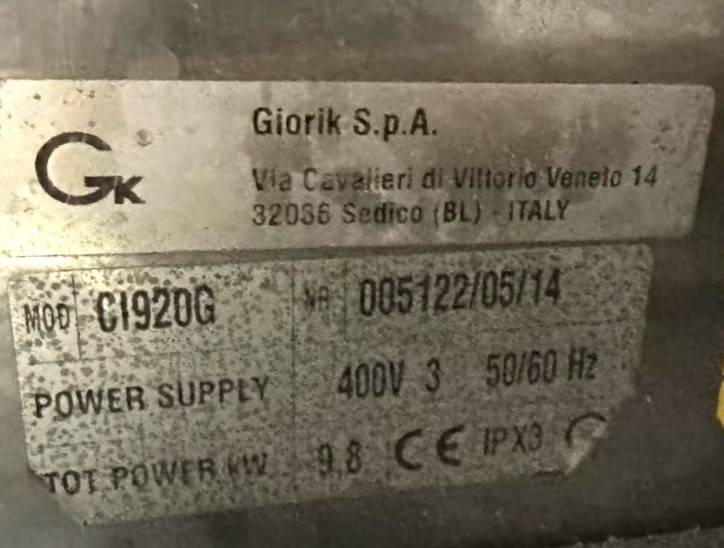 Giorik S.p.A.
GK
Via Cavalieri di Vittorio Veneto 14
32036 Sedico (BL) - ITALY
MOD CI920G NR 005122/05/14
POWER SUPPLY 400V 3 50/60 Hz
TOT POWER kW 9.8 CE IPX3